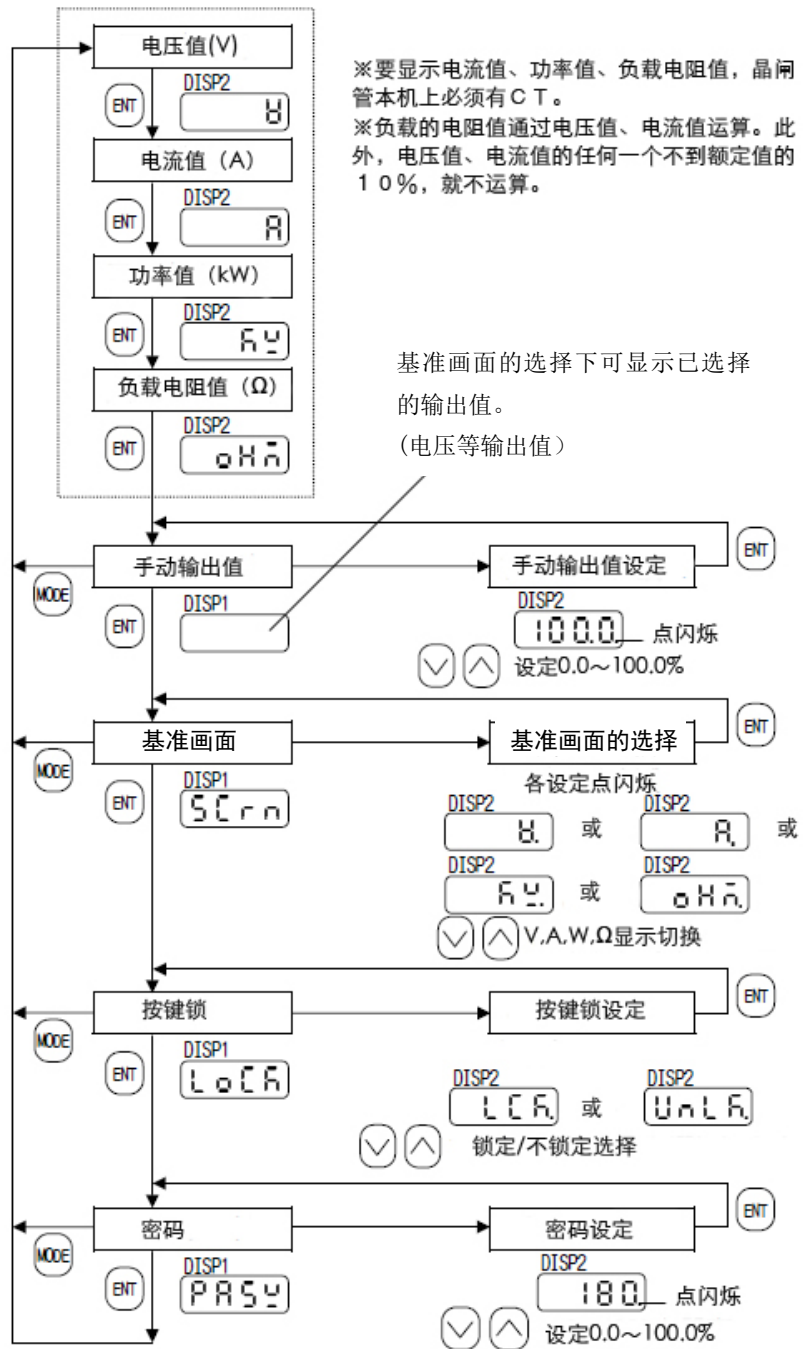 电压值(V)
※要显示电流值、功率值、负载电阻值，晶闸
管本机上必须有ＣＴ。
※负载的电阻值通过电压值、电流值运算。此
外，电压值、电流值的任何一个不到额定值的
１０％，就不运算。
ENT
DISP2
V
电流值（A）
ENT
DISP2
A
功率值（kW）
ENT
DISP2
KW
负载电阻值（Ω）
ENT
DISP2
oHm
基准画面的选择下可显示已选择
的输出值。
(电压等输出值）
手动输出值
手动输出值设定
ENT
MODE
ENT
DISP1
DISP2
100.0.
点闪烁
设定0.0～100.0%
基准画面
基准画面的选择
ENT
MODE
ENT
DISP1
SCrn
各设定点闪烁
DISP2
V.
或
DISP2
A.
或
DISP2
KW.
或
DISP2
oHm.
V,A,W,Ω显示切换
按键锁
按键锁设定
ENT
MODE
ENT
DISP1
LoCK
DISP2
LCK.
或
DISP2
UnLK.
锁定/不锁定选择
密码
密码设定
ENT
MODE
ENT
DISP1
PASW
DISP2
180.
点闪烁
设定0.0～100.0%